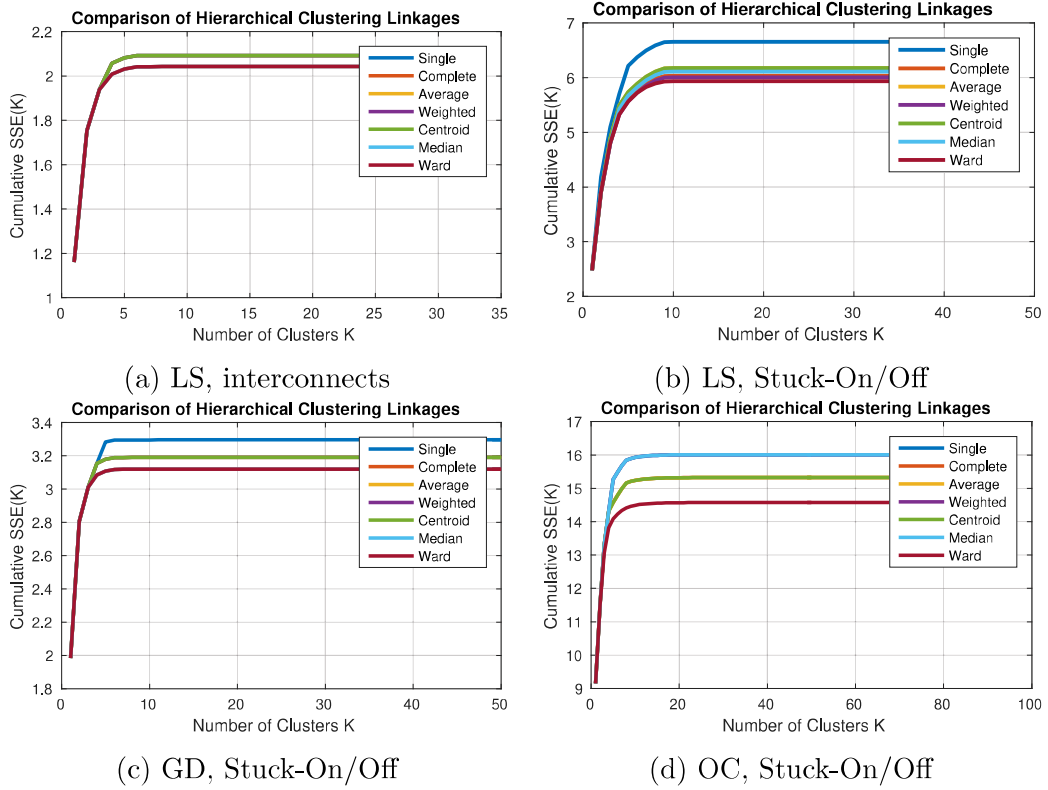 Comparison of Hierarchical Clustering Linkages
2.2
2
1.8
1.6
1.4
1.2
1
Cumulative SSE(K)
0 5 10 15 20 25 30 35
Number of Clusters K
Single
Complete
Average
Weighted
Centroid
Median
Ward
(a) LS, interconnects
Comparison of Hierarchical Clustering Linkages
7
6
5
4
3
2
Cumulative SSE(K)
0 10 20 30 40 50
Number of Clusters K
Single
Complete
Average
Weighted
Centroid
Median
Ward
(b) LS, Stuck-On/Off
Comparison of Hierarchical Clustering Linkages
3.4
3.2
3
2.8
2.6
2.4
2.2
2
1.8
Cumulative SSE(K)
0 10 20 30 40 50
Number of Clusters K
Single
Complete
Average
Weighted
Centroid
Median
Ward
(c) GD, Stuck-On/Off
Comparison of Hierarchical Clustering Linkages
17
16
15
14
13
12
11
10
9
Cumulative SSE(K)
0 20 40 60 80 100
Number of Clusters K
Single
Complete
Average
Weighted
Centroid
Median
Ward
(d) OC, Stuck-On/Off